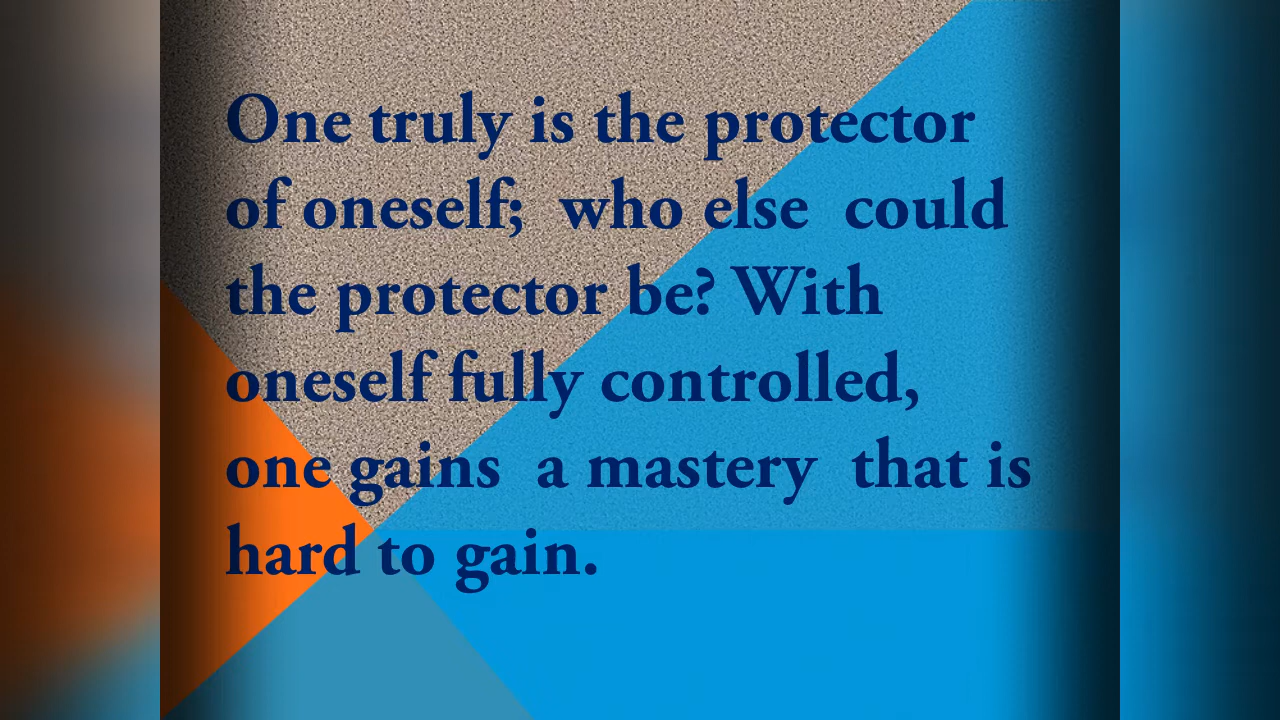 One truly is the protector
of oneself; who else could
the protector be? With
oneself fully controlled,
one gains a mastery that is
hard to gain.